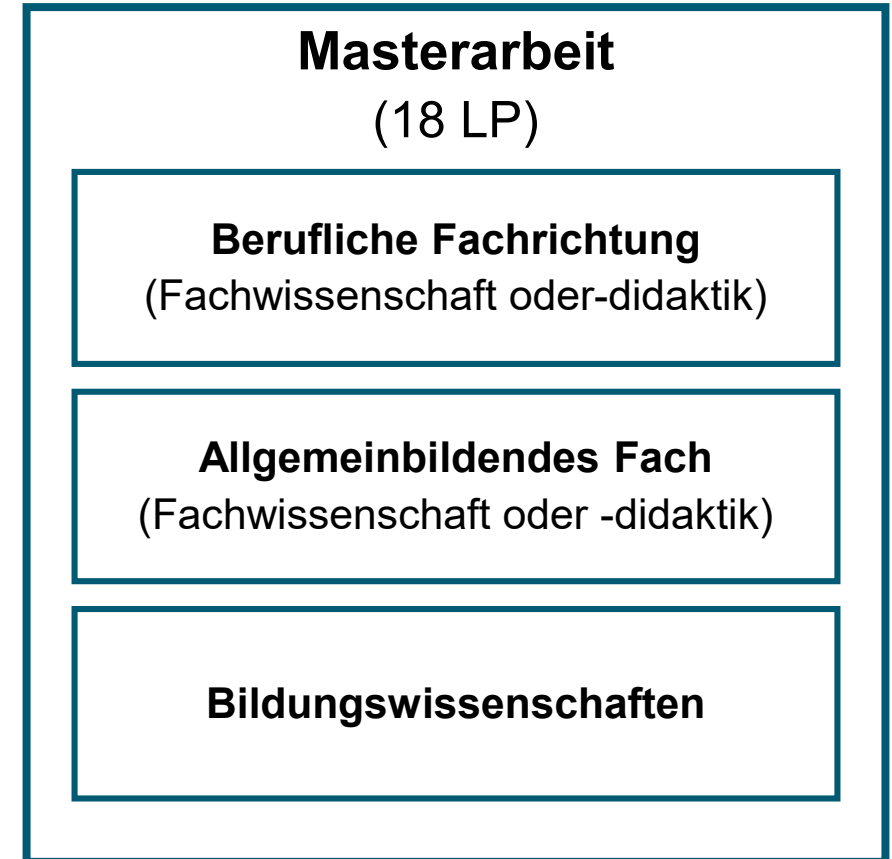 Masterarbeit
(18 LP)
Berufliche Fachrichtung
(Fachwissenschaft oder-didaktik)
Allgemeinbildendes Fach
(Fachwissenschaft oder -didaktik)
Bildungswissenschaften